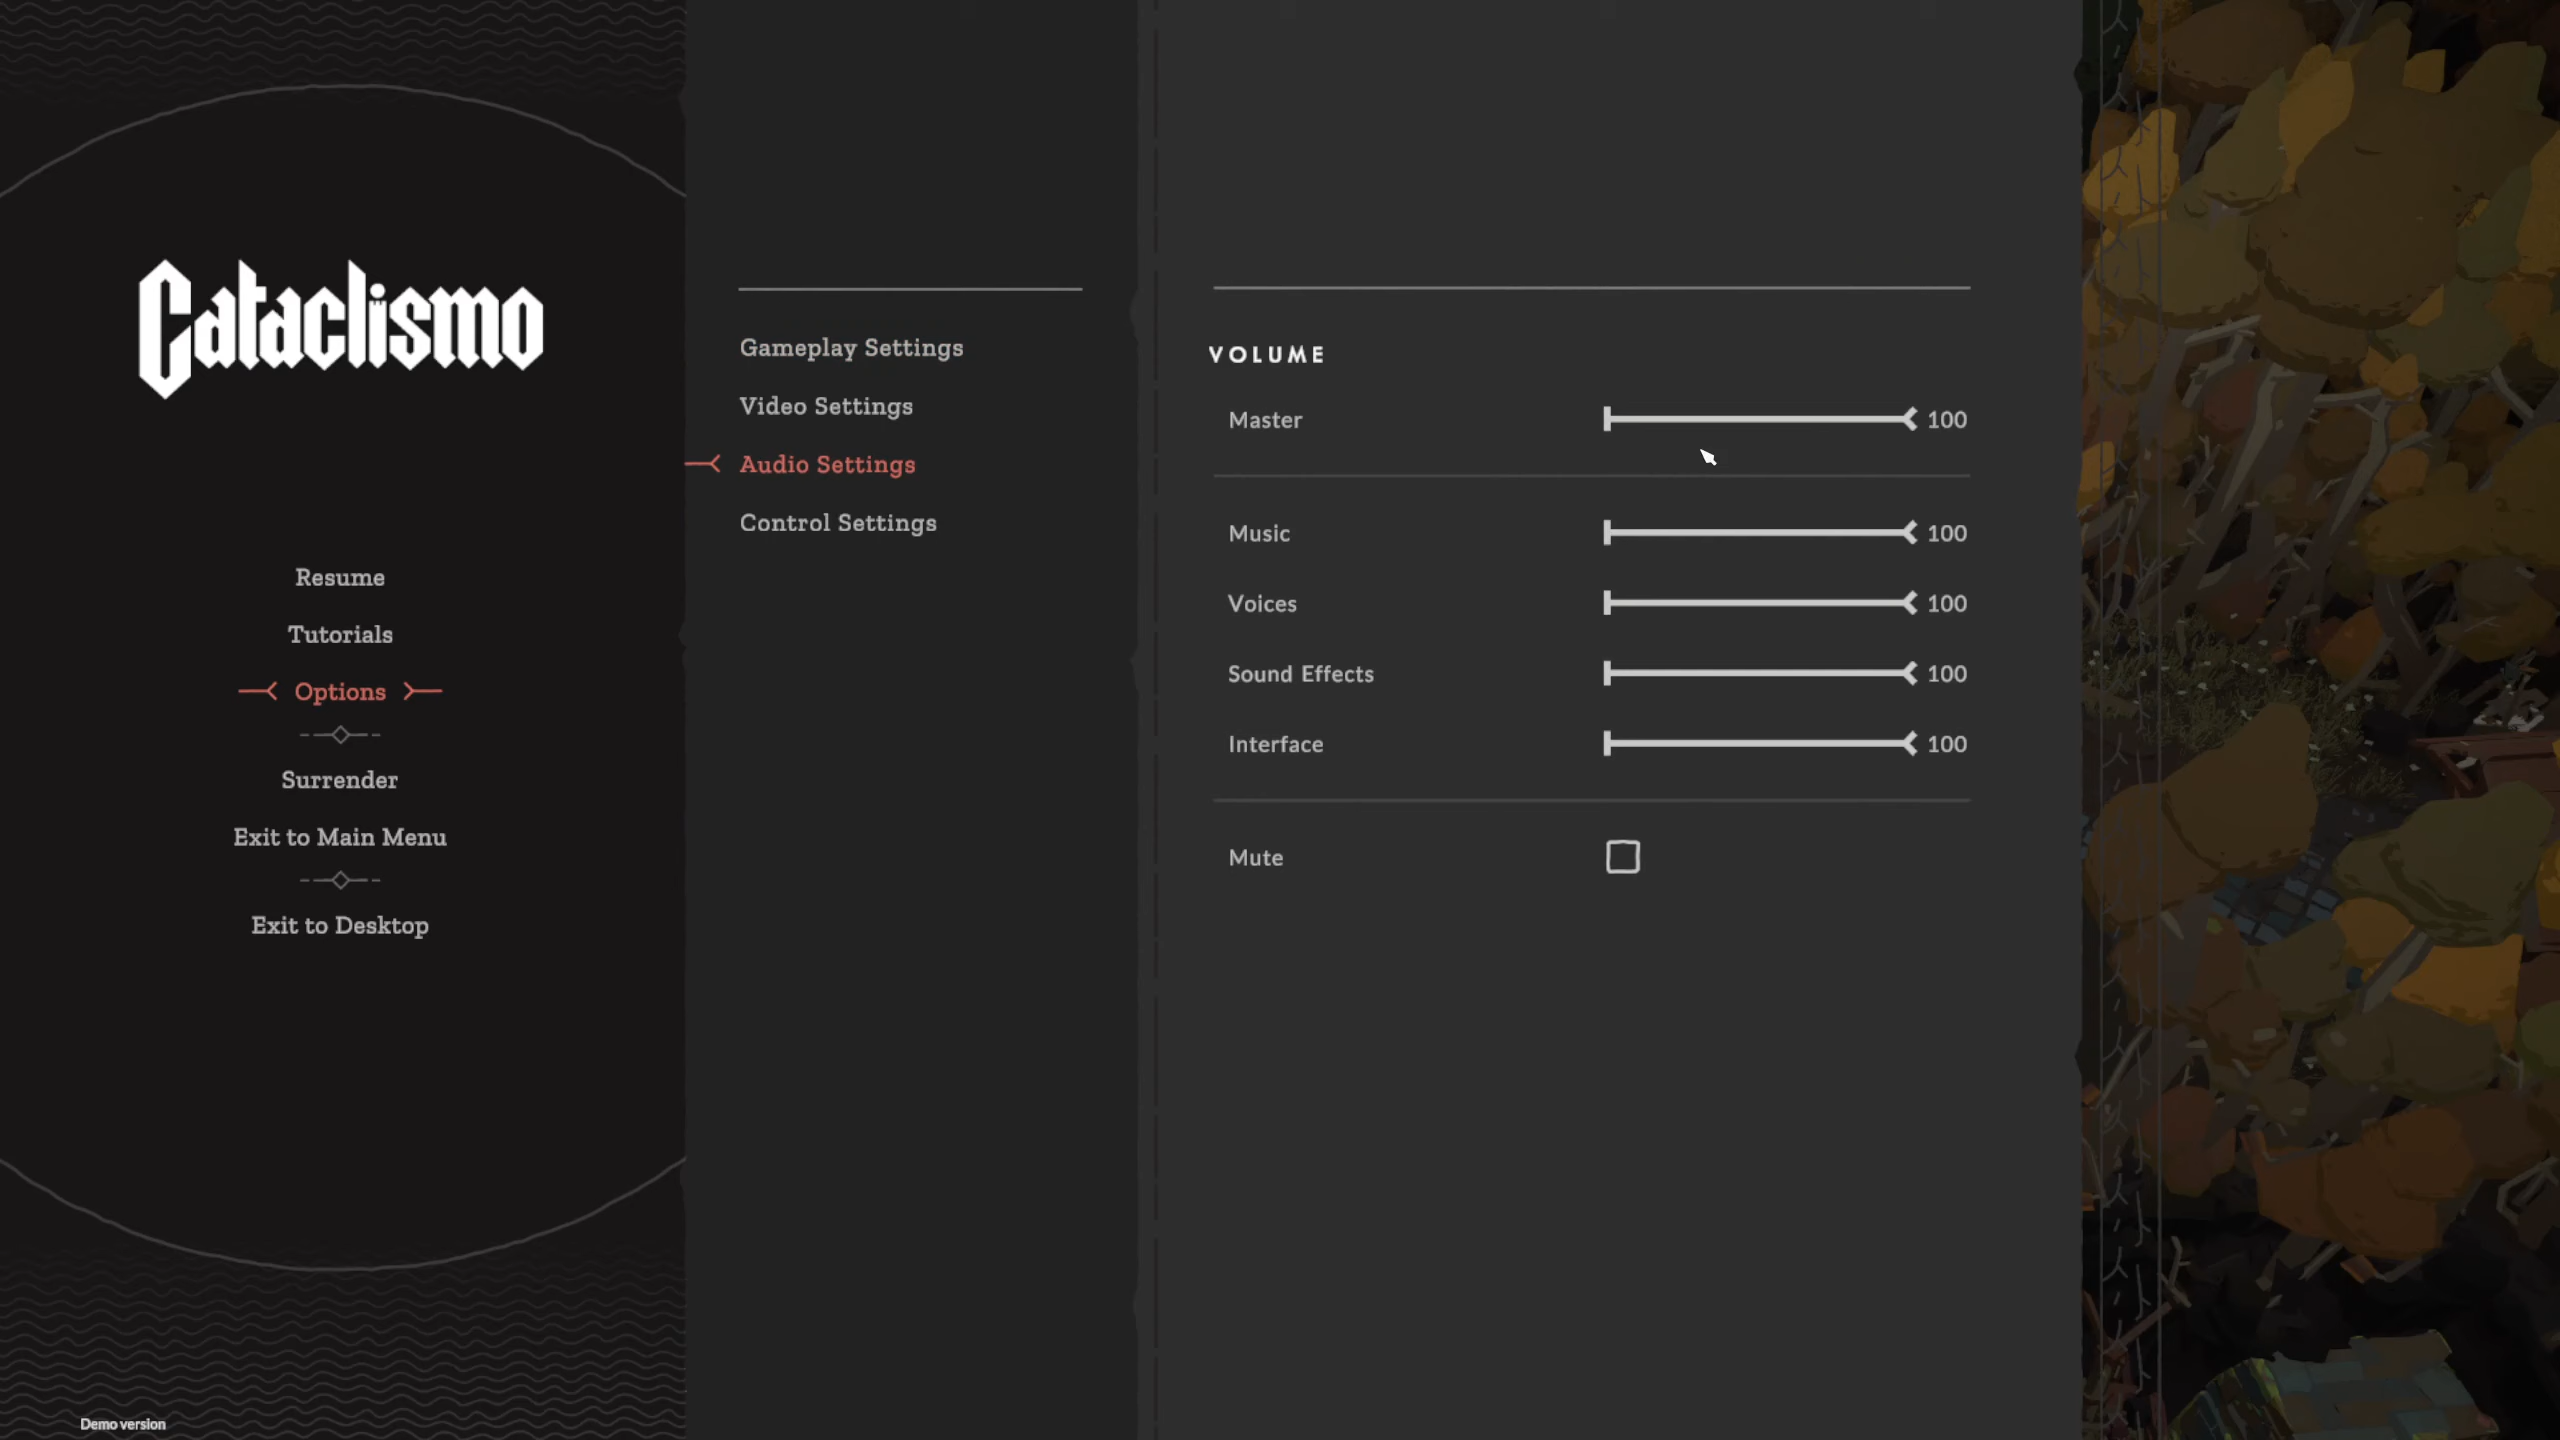 Cataclismo
Resume
Tutorials
Options
Surrender
Exit to Main Menu
Exit to Desktop
Demo version
Gameplay Settings
Video Settings
Audio Settings
Control Settings
VOLUME
Master 100
Music 100
Voices 100
Sound Effects 100
Interface 100
Mute